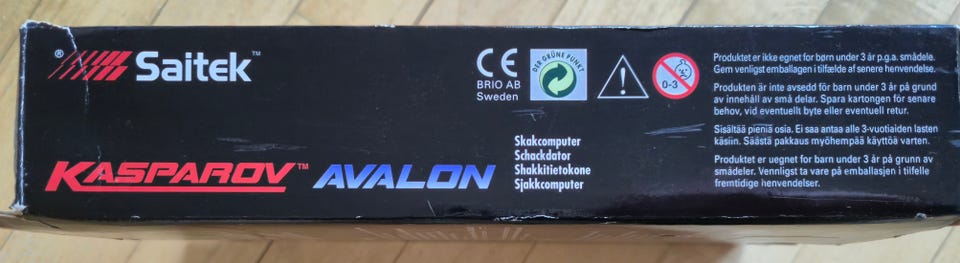 ® Saitek™
CE
BRIO AB
Sweden
DER GRÜNE PUNKT
0-3
Produktet er ikke egnet for børn under 3 år p.g.a. smådele.
Gem venligst emballagen i tilfælde af senere henvendelse.
Produkten är inte avsedd för barn under 3 år på grund
av innehåll av små delar. Spara kartongen för senare
behov, vid eventuellt byte eller eventuell retur.
Sisältää pieniä osia. Ei saa antaa alle 3-vuotiaiden lasten
käsiin. Säästä pakkaus myöhempää käyttöä varten.
Produktet er uegnet for barn under 3 år på grunn av
smådeler. Vennligst ta vare på emballasjen i tilfelle
fremtidige henvendelser.
KASPAROV™ AVALON
Skakcomputer
Schackdator
Shakkitietokone
Sjakkcomputer